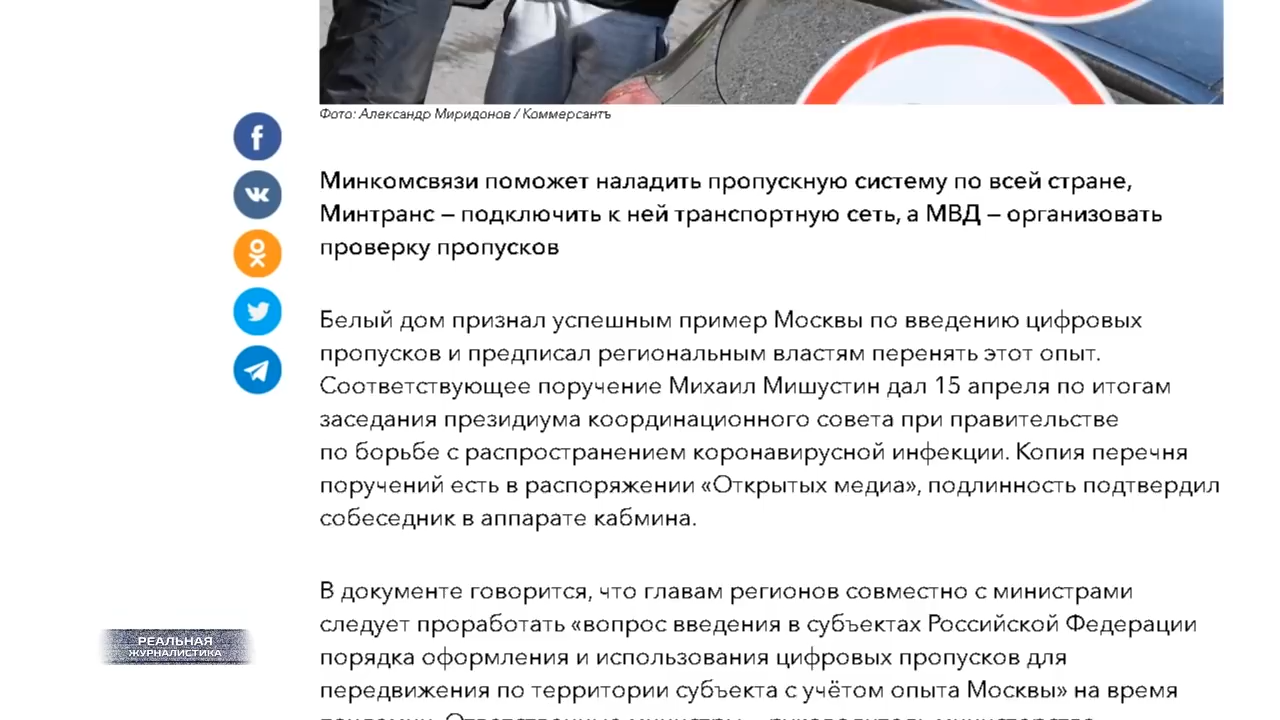 Фото: Александр Миридонов / Коммерсантъ
Минкомсвязи поможет наладить пропускную систему по всей стране,
Минтранс — подключить к ней транспортную сеть, а МВД — организовать
проверку пропусков
Белый дом признал успешным пример Москвы по введению цифровых
пропусков и предписал региональным властям перенять этот опыт.
Соответствующее поручение Михаил Мишустин дал 15 апреля по итогам
заседания президиума координационного совета при правительстве
по борьбе с распространением коронавирусной инфекции. Копия перечня
поручений есть в распоряжении «Открытых медиа», подлинность подтвердил
собеседник в аппарате кабмина.
В документе говорится, что главам регионов совместно с министрами
следует проработать «вопрос введения в субъектах Российской Федерации
порядка оформления и использования цифровых пропусков для
передвижения по территории субъекта с учётом опыта Москвы» на время
РЕАЛЬНАЯ
ЖУРНАЛИСТИКА